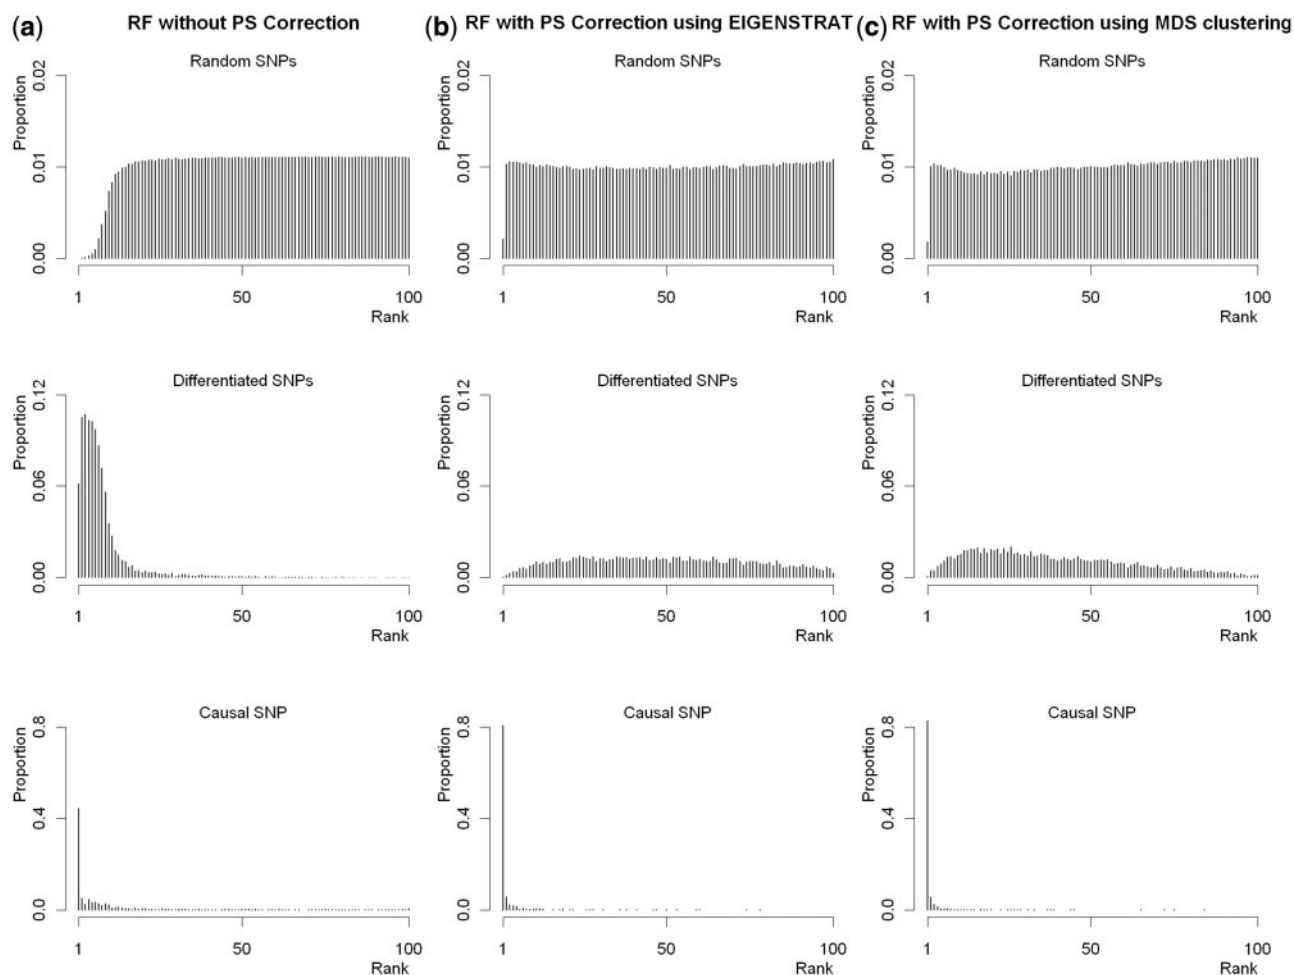 (a) RF without PS Correction
(b) RF with PS Correction using EIGENSTRAT
(c) RF with PS Correction using MDS clustering
Random SNPs
Proportion
0.02
0.01
0.00
1 50 100
Rank
Random SNPs
Proportion
0.02
0.01
0.00
1 50 100
Rank
Random SNPs
Proportion
0.02
0.01
0.00
1 50 100
Rank
Differentiated SNPs
Proportion
0.12
0.06
0.00
1 50 100
Rank
Differentiated SNPs
Proportion
0.12
0.06
0.00
1 50 100
Rank
Differentiated SNPs
Proportion
0.12
0.06
0.00
1 50 100
Rank
Causal SNP
Proportion
0.8
0.4
0.0
1 50 100
Rank
Causal SNP
Proportion
0.8
0.4
0.0
1 50 100
Rank
Causal SNP
Proportion
0.8
0.4
0.0
1 50 100
Rank